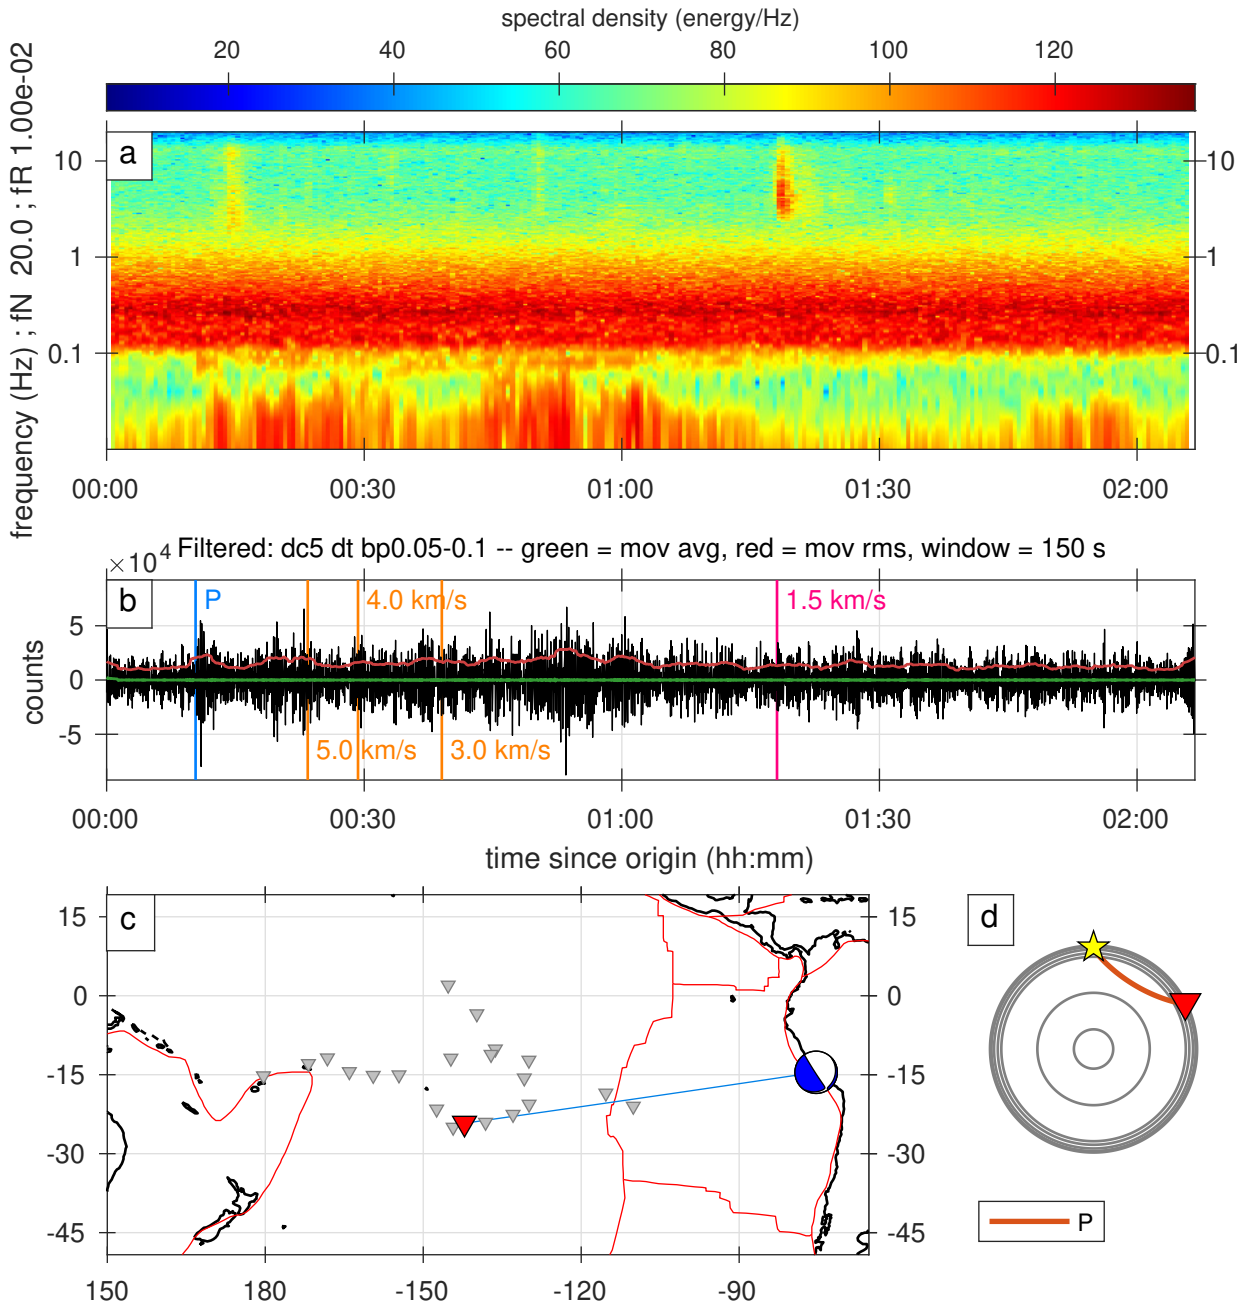 spectral density (energy/Hz)
20 40 60 80 100 120
frequency (Hz) ; fN 20.0 ; fR 1.00e-02
a
10 10
1 1
0.1 0.1
00:00 00:30 01:00 01:30 02:00
×10⁴ Filtered: dc5 dt bp0.05-0.1 -- green = mov avg, red = mov rms, window = 150 s
b
P 4.0 km/s 1.5 km/s
counts
5
0
-5
5.0 km/s 3.0 km/s
00:00 00:30 01:00 01:30 02:00
time since origin (hh:mm)
c
d
15 15
0 0
-15 -15
-30 -30
-45 -45
150 180 -150 -120 -90
P